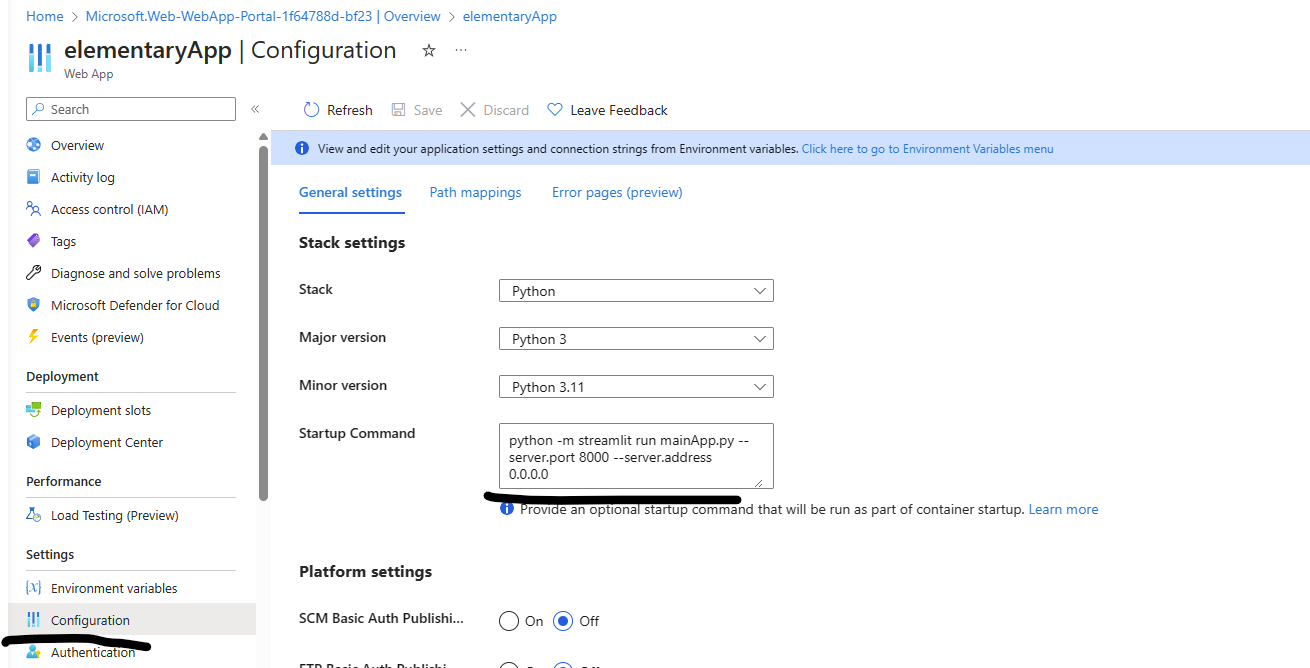 Home > Microsoft.Web-WebApp-Portal-1f64788d-bf23 | Overview > elementaryApp
elementaryApp | Configuration ☆ ...
Web App
Search
«
Refresh Save Discard Leave Feedback
Overview
Activity log
Access control (IAM)
Tags
Diagnose and solve problems
Microsoft Defender for Cloud
Events (preview)
Deployment
Deployment slots
Deployment Center
Performance
Load Testing (Preview)
Settings
Environment variables
Configuration
Authentication
View and edit your application settings and connection strings from Environment variables. Click here to go to Environment Variables menu
General settings Path mappings Error pages (preview)
Stack settings
Stack Python
Major version Python 3
Minor version Python 3.11
Startup Command
python -m streamlit run mainApp.py --
server.port 8000 --server.address
0.0.0.0
Provide an optional startup command that will be run as part of container startup. Learn more
Platform settings
SCM Basic Auth Publishi... On Off